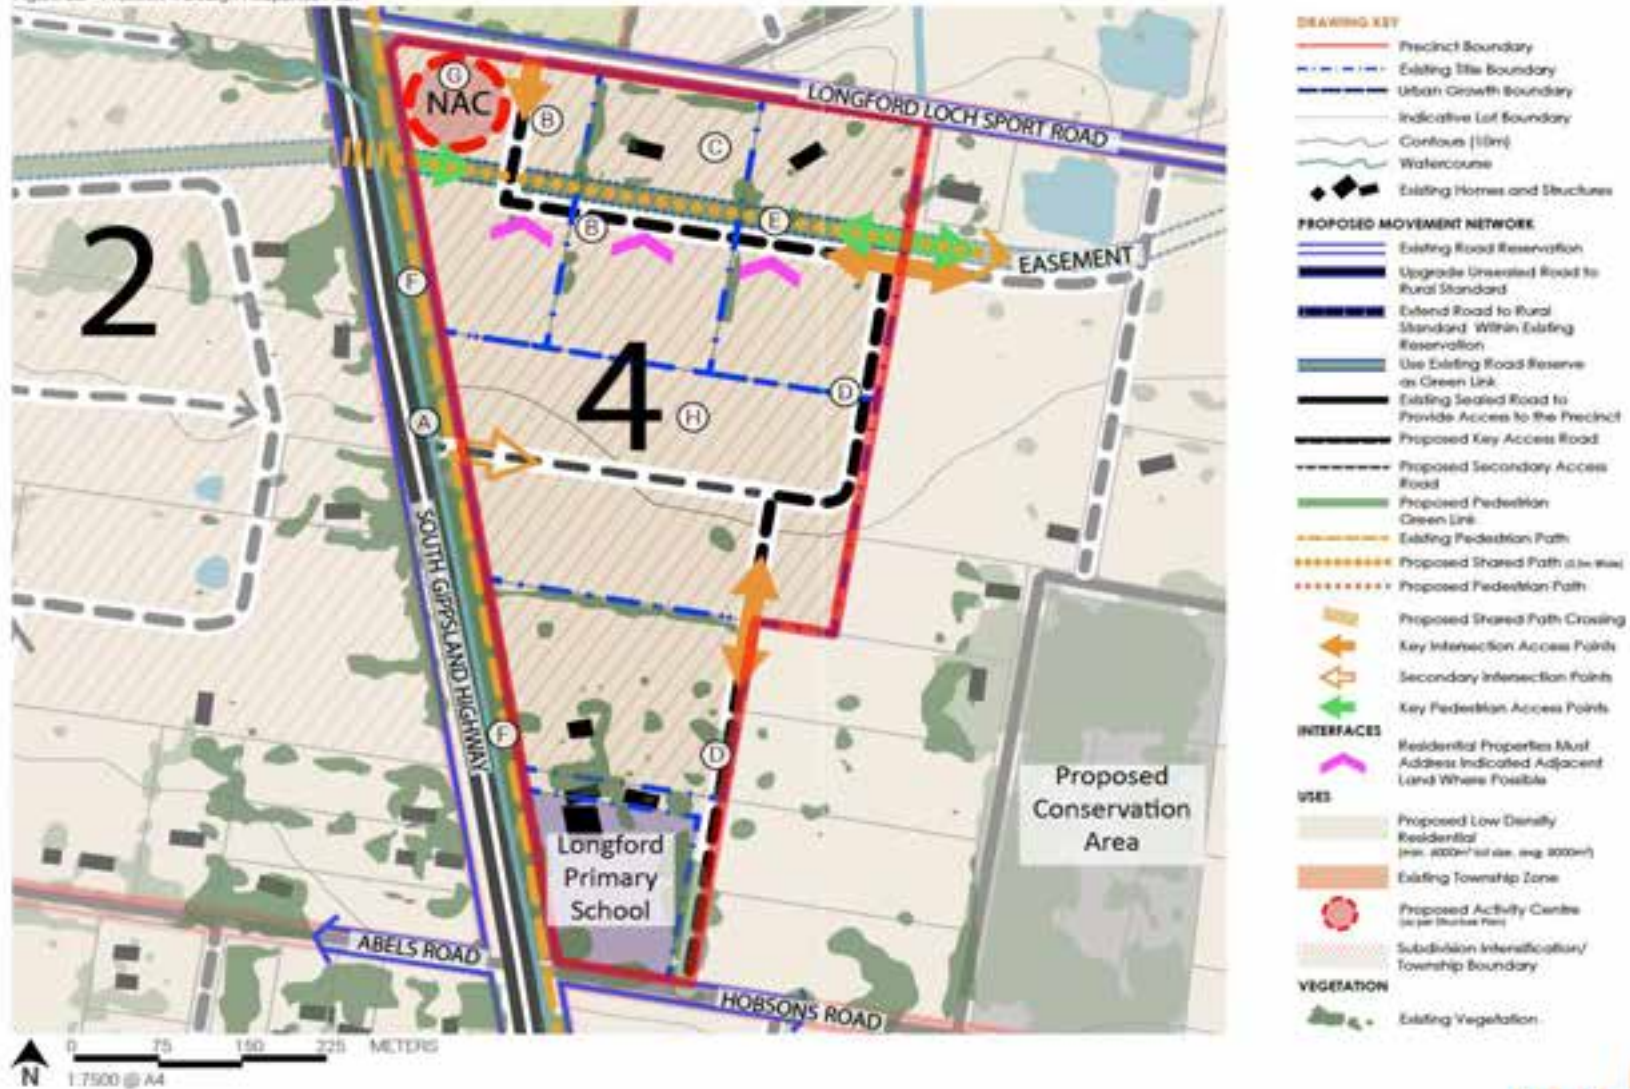 G
NAC
B
C
LONGFORD LOCH SPORT ROAD
2
B
E
EASEMENT
F
4
H
D
A
SOUTH GIPPSLAND HIGHWAY
F
D
Proposed
Conservation
Area
Longford
Primary
School
ABELS ROAD
HOBSONS ROAD
N
0 75 150 225 METERS
1:7500 @ A4
DRAWING KEY
Precinct Boundary
Existing Title Boundary
Urban Growth Boundary
Indicative Lot Boundary
Contours (10m)
Watercourse
Existing Homes and Structures
PROPOSED MOVEMENT NETWORK
Existing Road Reservation
Upgrade Unsealed Road to
Rural Standard
Extend Road to Rural
Standard Within Existing
Reservation
Use Existing Road Reserve
as Green Link
Existing Sealed Road to
Provide Access to the Precinct
Proposed Key Access Road
Proposed Secondary Access
Road
Proposed Pedestrian
Green Link
Existing Pedestrian Path
Proposed Shared Path
Proposed Pedestrian Path
Proposed Shared Path Crossing
Key Intersection Access Points
Secondary Intersection Points
Key Pedestrian Access Points
INTERFACES
Residential Properties Must
Address Indicated Adjacent
Land Where Possible
USES
Proposed Low Density
Residential
Existing Township Zone
Proposed Activity Centre
(as per Structure Plan)
Subdivision Intensification/
Township Boundary
VEGETATION
Existing Vegetation